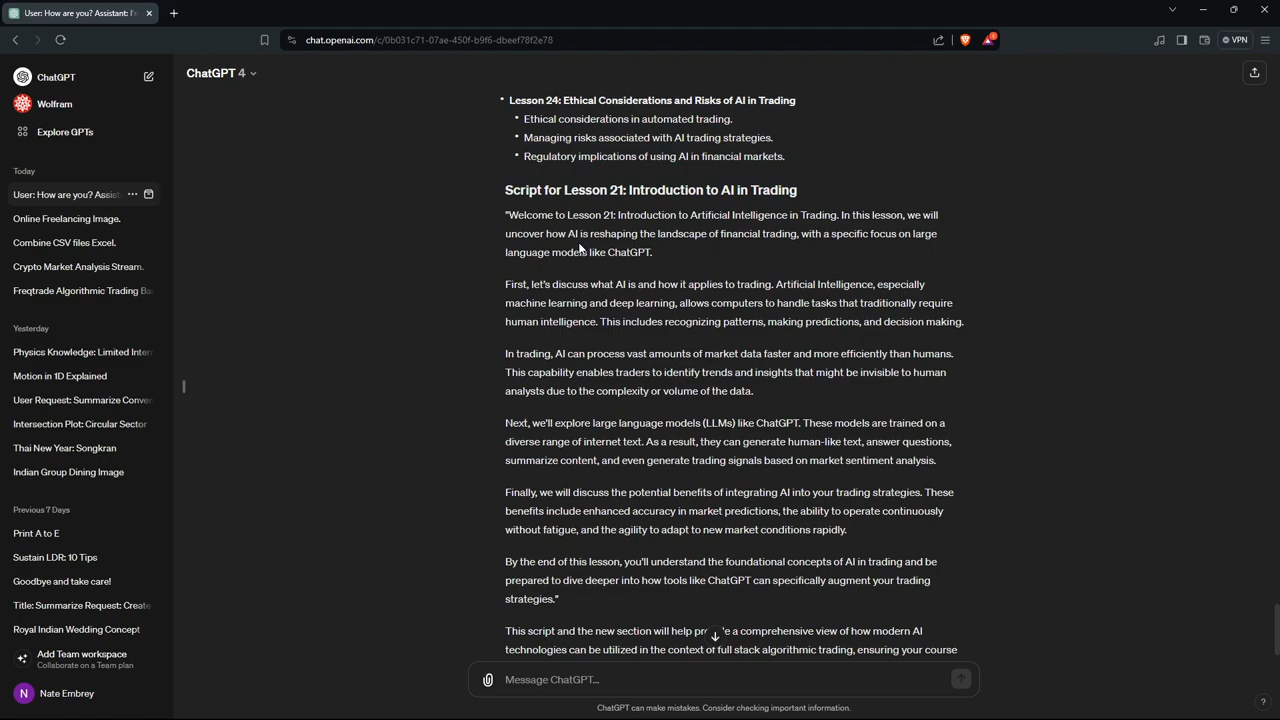 User: How are you? Assistant: I'
chat.openai.com/c/0b031c71-07ae-450f-b9f6-dbeef78f2e78
VPN
ChatGPT
Wolfram
Explore GPTs
Today
User: How are you? Assist
Online Freelancing Image.
Combine CSV files Excel.
Crypto Market Analysis Stream.
Freqtrade Algorithmic Trading Ba
Yesterday
Physics Knowledge: Limited Inter
Motion in 1D Explained
User Request: Summarize Conver
Intersection Plot: Circular Sector
Thai New Year: Songkran
Indian Group Dining Image
Previous 7 Days
Print A to E
Sustain LDR: 10 Tips
Goodbye and take care!
Title: Summarize Request: Create
Royal Indian Wedding Concept
Add Team workspace
Collaborate on a Team plan
N Nate Embrey
ChatGPT 4
• Lesson 24: Ethical Considerations and Risks of AI in Trading
• Ethical considerations in automated trading.
• Managing risks associated with AI trading strategies.
• Regulatory implications of using AI in financial markets.
Script for Lesson 21: Introduction to AI in Trading
"Welcome to Lesson 21: Introduction to Artificial Intelligence in Trading. In this lesson, we will
uncover how AI is reshaping the landscape of financial trading, with a specific focus on large
language models like ChatGPT.
First, let's discuss what AI is and how it applies to trading. Artificial Intelligence, especially
machine learning and deep learning, allows computers to handle tasks that traditionally require
human intelligence. This includes recognizing patterns, making predictions, and decision making.
In trading, AI can process vast amounts of market data faster and more efficiently than humans.
This capability enables traders to identify trends and insights that might be invisible to human
analysts due to the complexity or volume of the data.
Next, we'll explore large language models (LLMs) like ChatGPT. These models are trained on a
diverse range of internet text. As a result, they can generate human-like text, answer questions,
summarize content, and even generate trading signals based on market sentiment analysis.
Finally, we will discuss the potential benefits of integrating AI into your trading strategies. These
benefits include enhanced accuracy in market predictions, the ability to operate continuously
without fatigue, and the agility to adapt to new market conditions rapidly.
By the end of this lesson, you'll understand the foundational concepts of AI in trading and be
prepared to dive deeper into how tools like ChatGPT can specifically augment your trading
strategies."
This script and the new section will help a comprehensive view of how modern AI
technologies can be utilized in the context of full stack algorithmic trading, ensuring your course
Message ChatGPT...
ChatGPT can make mistakes. Consider checking important information.
?